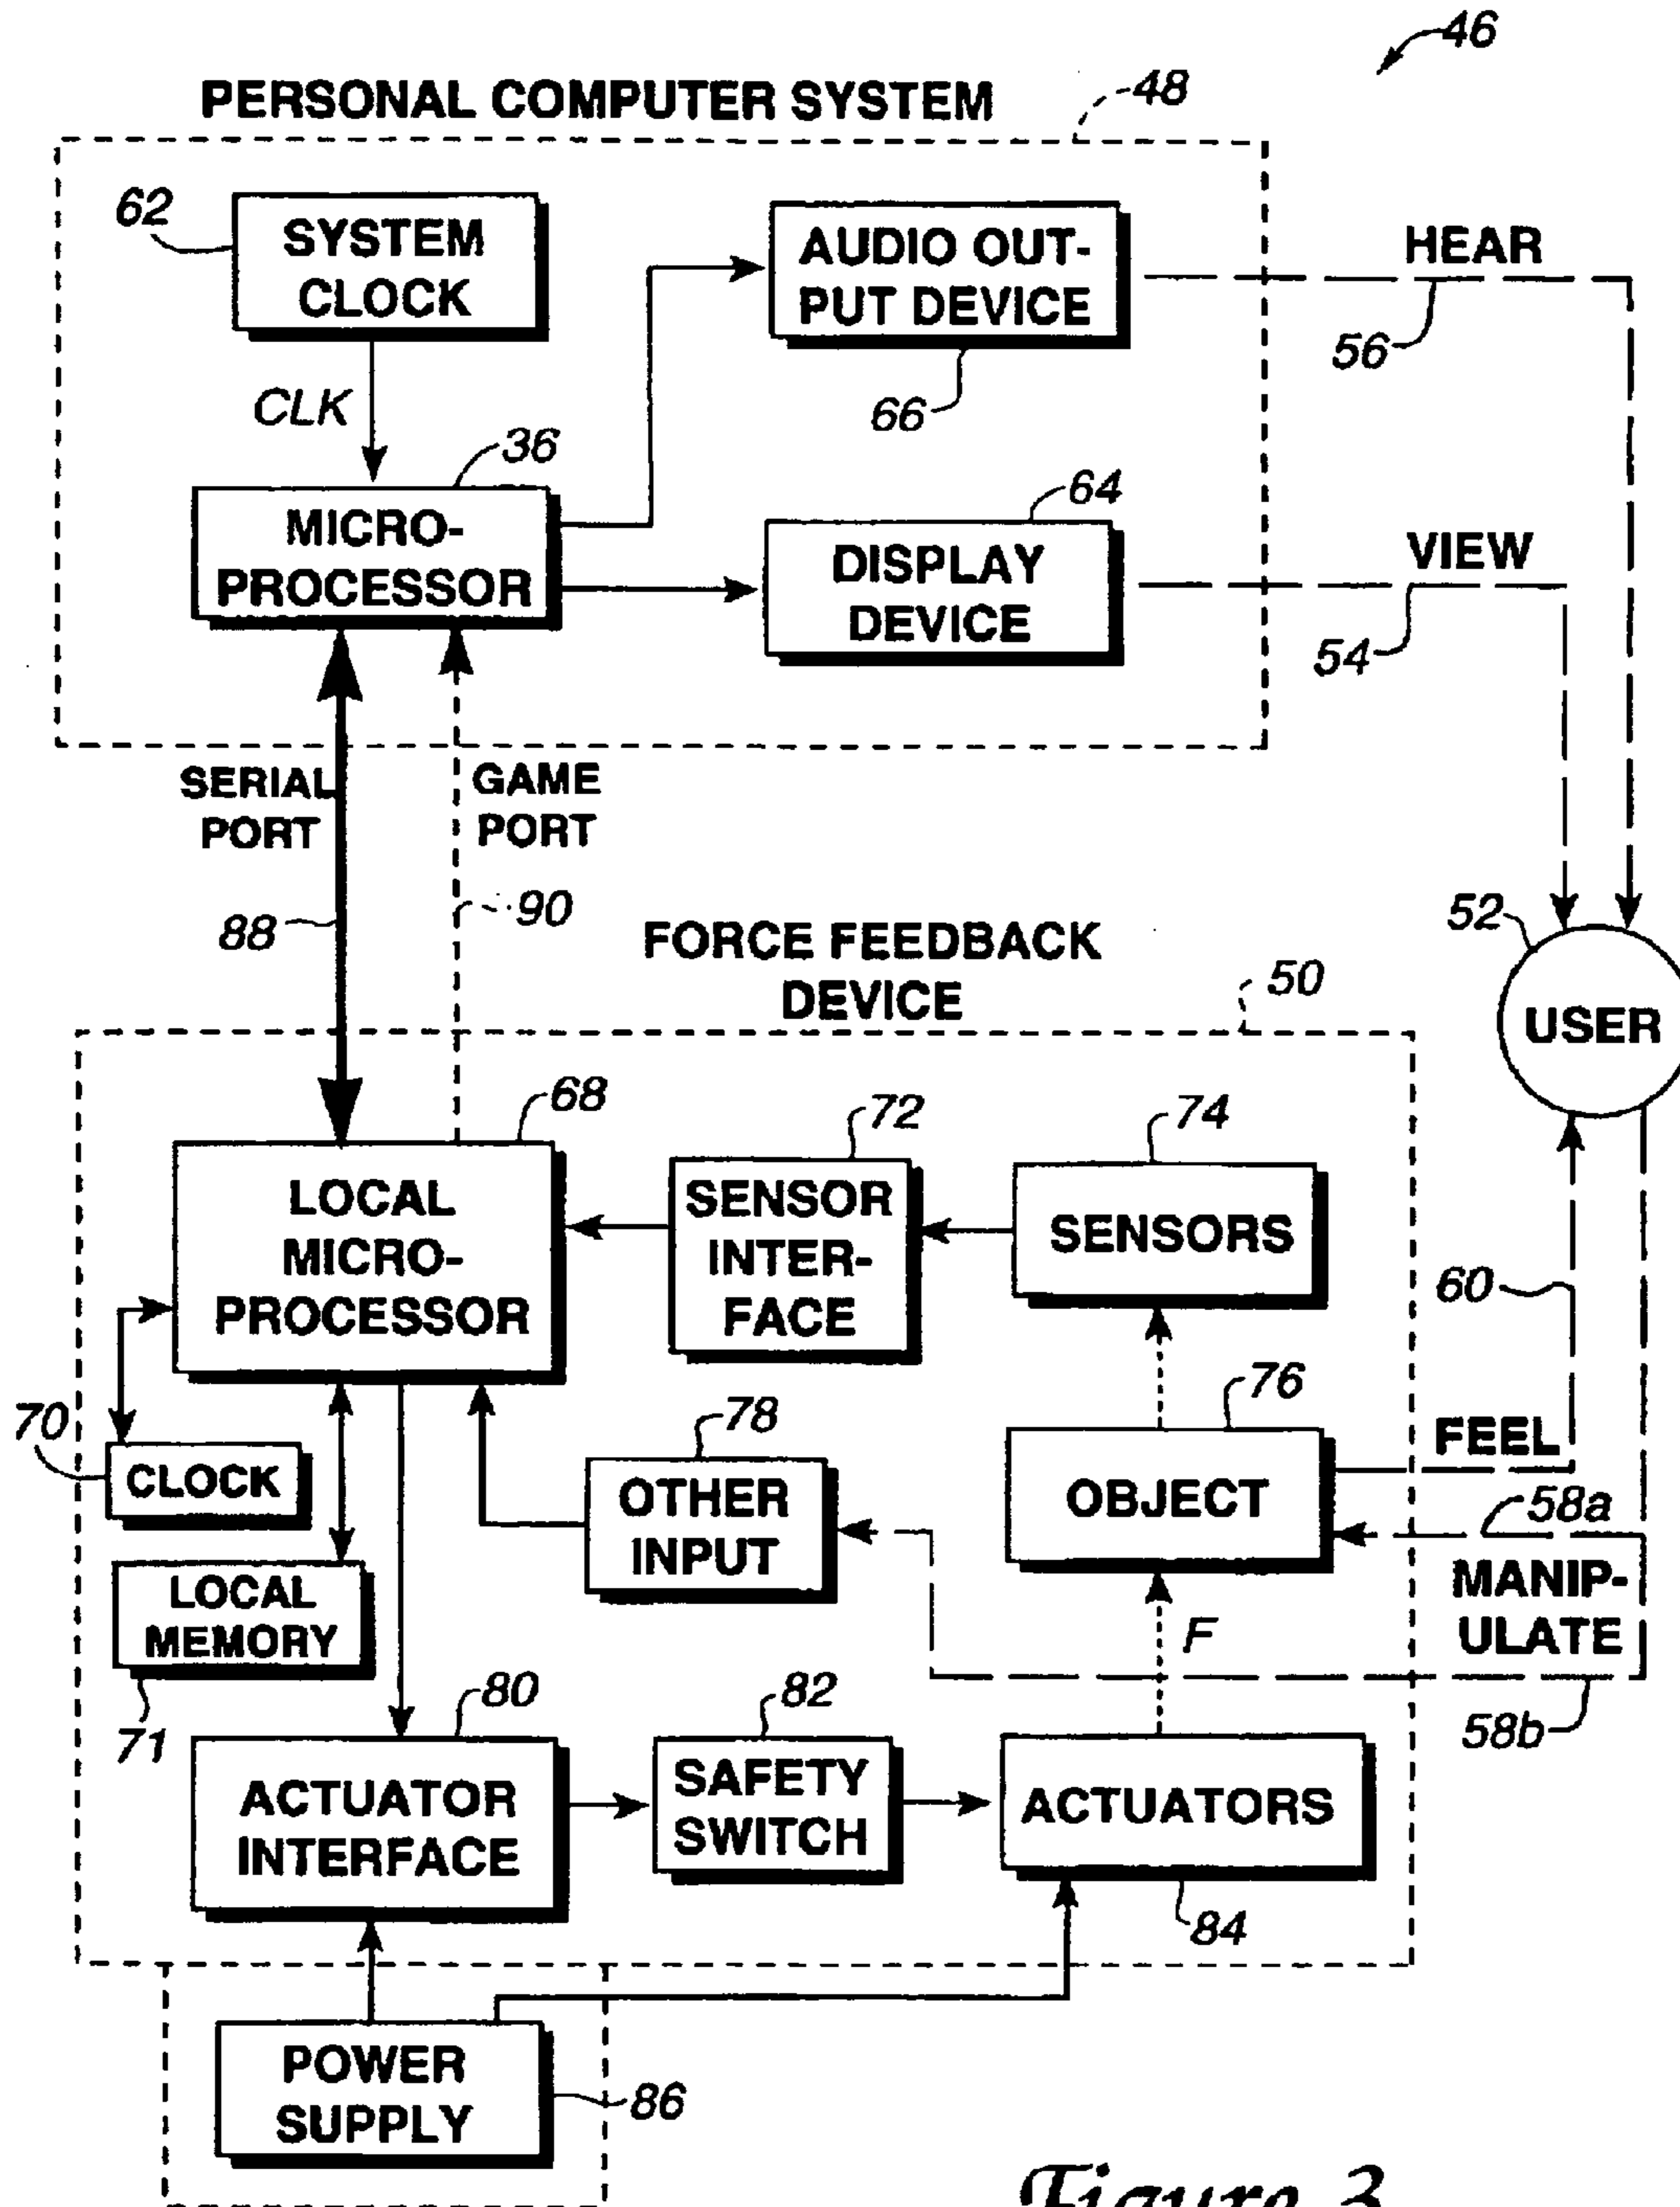 46
PERSONAL COMPUTER SYSTEM
48
62
SYSTEM
CLOCK
AUDIO OUT-
PUT DEVICE
66
HEAR
56
CLK
36
MICRO-
PROCESSOR
64
DISPLAY
DEVICE
VIEW
54
SERIAL
PORT
GAME
PORT
88
90
FORCE FEEDBACK
DEVICE
50
52
USER
68
LOCAL
MICRO-
PROCESSOR
72
SENSOR
INTER-
FACE
74
SENSORS
60
70
CLOCK
78
OTHER
INPUT
76
OBJECT
FEEL
58a
MANIP-
ULATE
58b
LOCAL
MEMORY
71
F
80
ACTUATOR
INTERFACE
82
SAFETY
SWITCH
ACTUATORS
84
POWER
SUPPLY
86
Figure 3